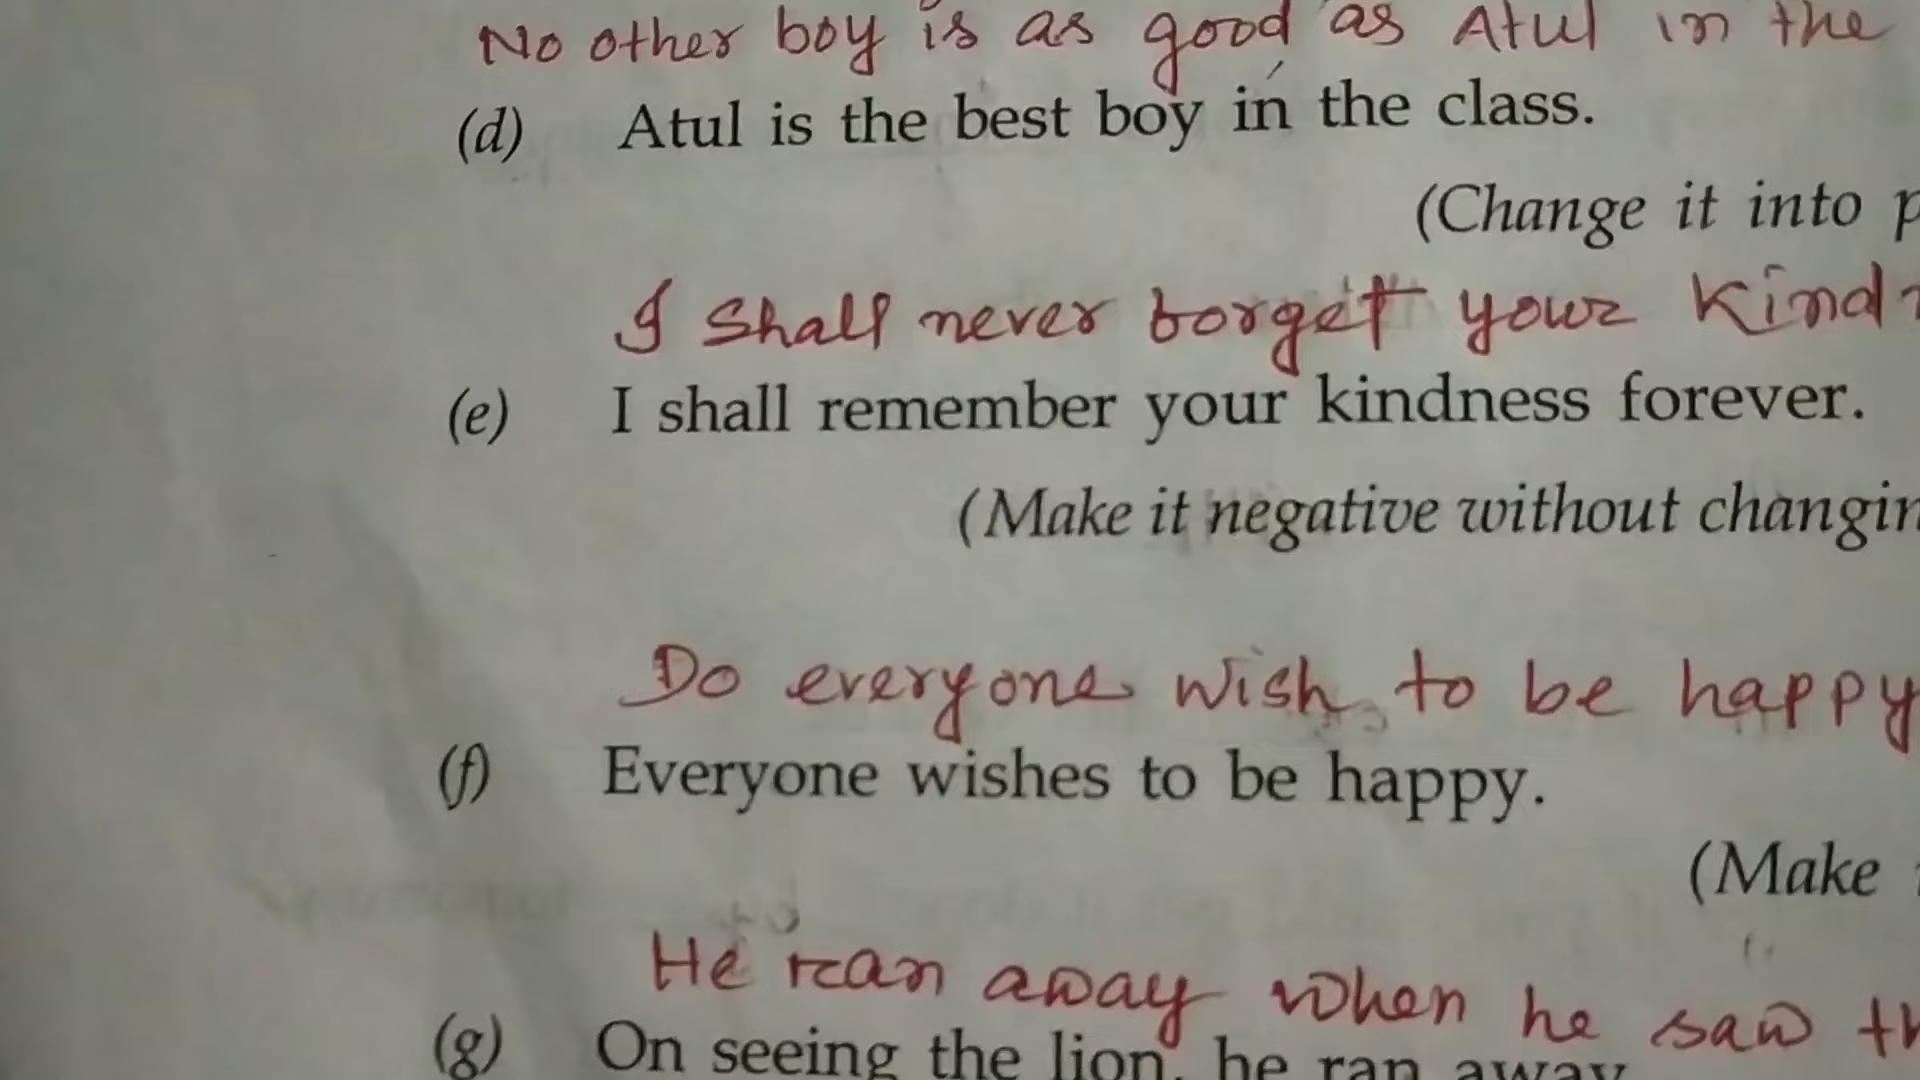 No other boy is as good as Atul in the
(d) Atul is the best boy in the class.
(Change it into
I shall never forget your
(e) I shall remember your kindness forever.
(Make it negative without
Do everyone wish to be happy
(f) Everyone wishes to be happy.
(Make
He ran away when he saw
(g) On seeing the lion, he ran away